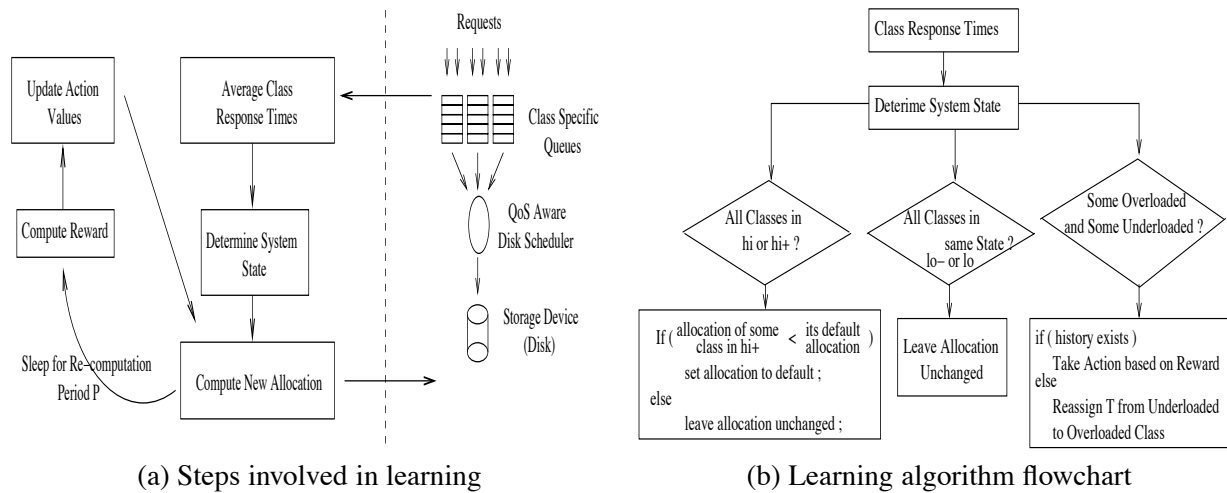 Requests
Update Action
Values
Average Class
Response Times
Class Specific
Queues
Compute Reward
Determine System
State
QoS Aware
Disk Scheduler
Storage Device
(Disk)
Sleep for Re-computation
Period P
Compute New Allocation
(a) Steps involved in learning
Class Response Times
Deterime System State
All Classes in
hi or hi+ ?
All Classes in
same State ?
lo- or lo
Some Overloaded
and Some Underloaded ?
If ( allocation of some class in hi+ < its default allocation )
set allocation to default ;
else
leave allocation unchanged ;
Leave Allocation
Unchanged
if ( history exists )
Take Action based on Reward
else
Reassign T from Underloaded
to Overloaded Class
(b) Learning algorithm flowchart